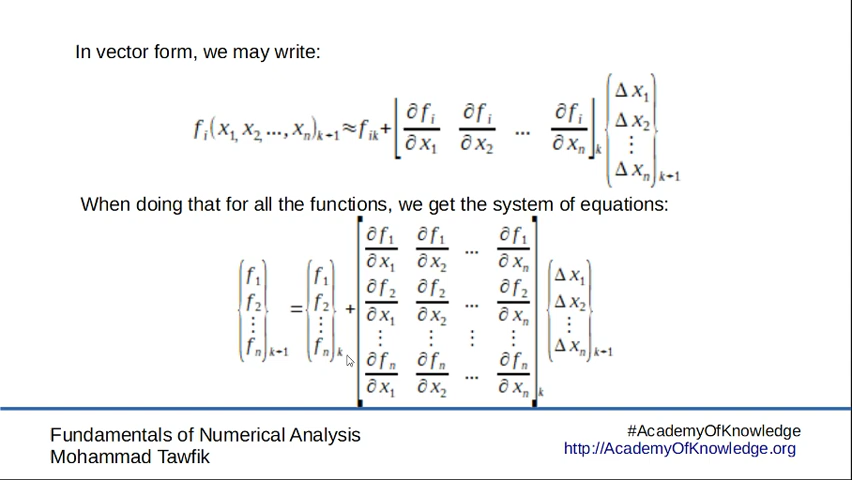 In vector form, we may write:
f_i(x_1, x_2, ..., x_n)_{k+1} ≈ f_{ik} + ⌊ ∂f_i/∂x_1 ∂f_i/∂x_2 ... ∂f_i/∂x_n ⌋_k { Δx_1 Δx_2 ⋮ Δx_n }_{k+1}
When doing that for all the functions, we get the system of equations:
{ f_1 f_2 ⋮ f_n }_{k+1} = { f_1 f_2 ⋮ f_n }_k + [ ∂f_1/∂x_1 ∂f_1/∂x_2 ... ∂f_1/∂x_n ; ∂f_2/∂x_1 ∂f_2/∂x_2 ... ∂f_2/∂x_n ; ⋮ ⋮ ⋮ ⋮ ; ∂f_n/∂x_1 ∂f_n/∂x_2 ... ∂f_n/∂x_n ]_k { Δx_1 Δx_2 ⋮ Δx_n }_{k+1}
Fundamentals of Numerical Analysis
Mohammad Tawfik
#AcademyOfKnowledge
http://AcademyOfKnowledge.org